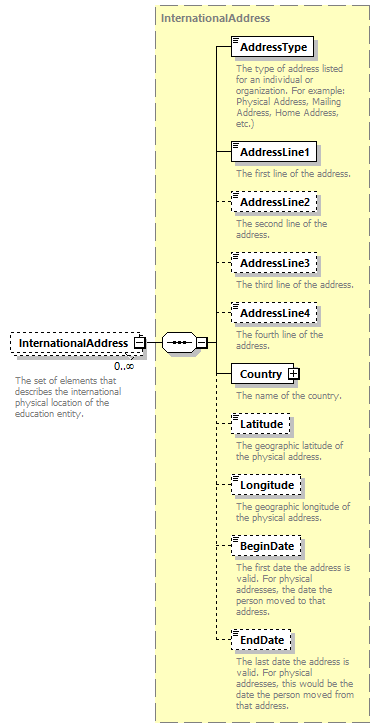 InternationalAddress
AddressType
The type of address listed
for an individual or
organization. For example:
Physical Address, Mailing
Address, Home Address,
etc.)
AddressLine1
The first line of the address.
AddressLine2
The second line of the
address.
AddressLine3
The third line of the address.
AddressLine4
The fourth line of the
address.
InternationalAddress
0..∞
The set of elements that
describes the international
physical location of the
education entity.
Country
The name of the country.
Latitude
The geographic latitude of
the physical address.
Longitude
The geographic longitude of
the physical address.
BeginDate
The first date the address is
valid. For physical
addresses, the date the
person moved to that
address.
EndDate
The last date the address is
valid. For physical
addresses, this would be the
date the person moved from
that address.